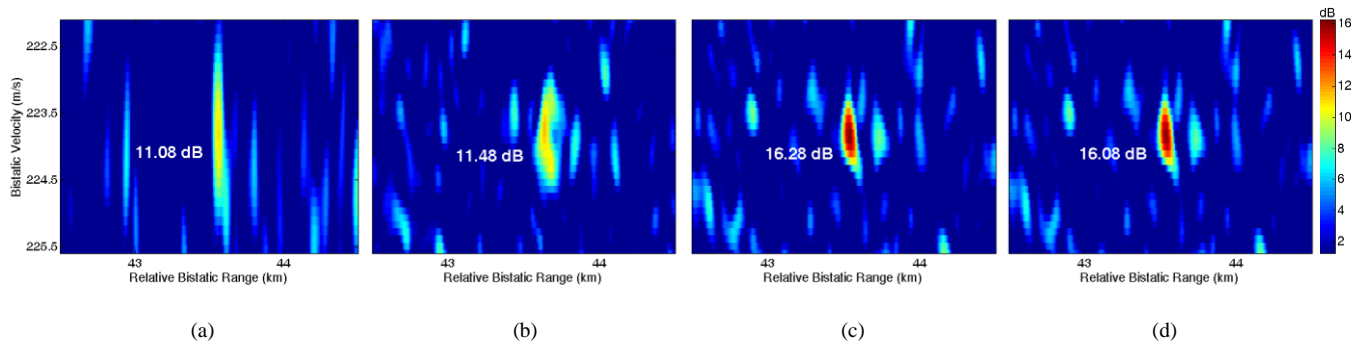 dB
16
14
12
10
8
6
4
2
Bistatic Velocity (m/s)
222.5
223.5
224.5
225.5
11.08 dB
11.48 dB
16.28 dB
16.08 dB
43 44
43 44
43 44
43 44
Relative Bistatic Range (km)
Relative Bistatic Range (km)
Relative Bistatic Range (km)
Relative Bistatic Range (km)
(a)
(b)
(c)
(d)